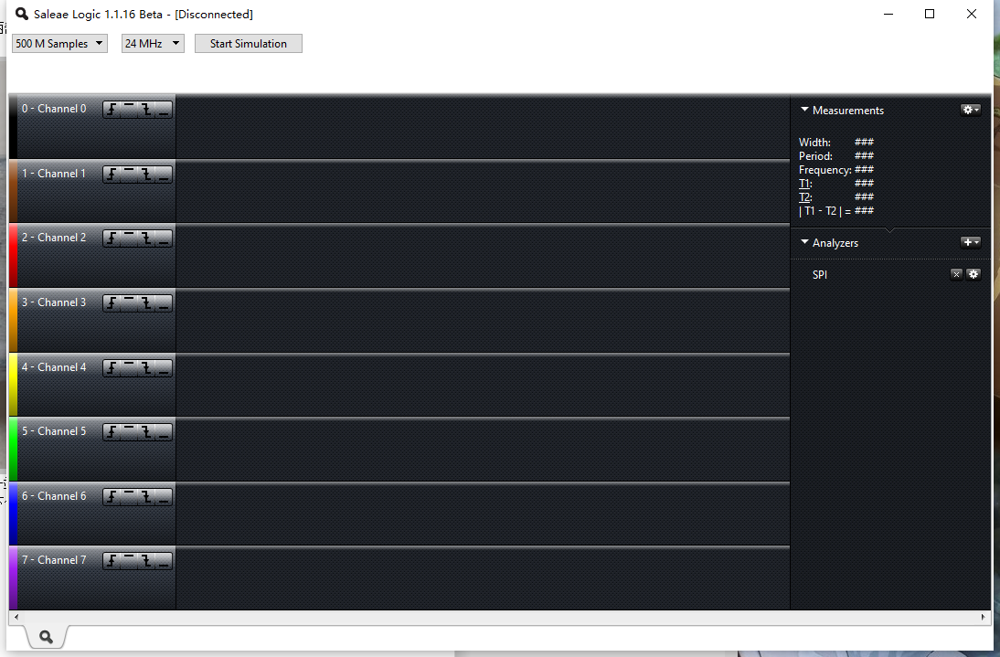 Saleae Logic 1.1.16 Beta - [Disconnected]
500 M Samples 24 MHz Start Simulation
0 - Channel 0
1 - Channel 1
2 - Channel 2
3 - Channel 3
4 - Channel 4
5 - Channel 5
6 - Channel 6
7 - Channel 7
Measurements
Width: ###
Period: ###
Frequency: ###
T1: ###
T2: ###
| T1 - T2 | = ###
Analyzers
SPI